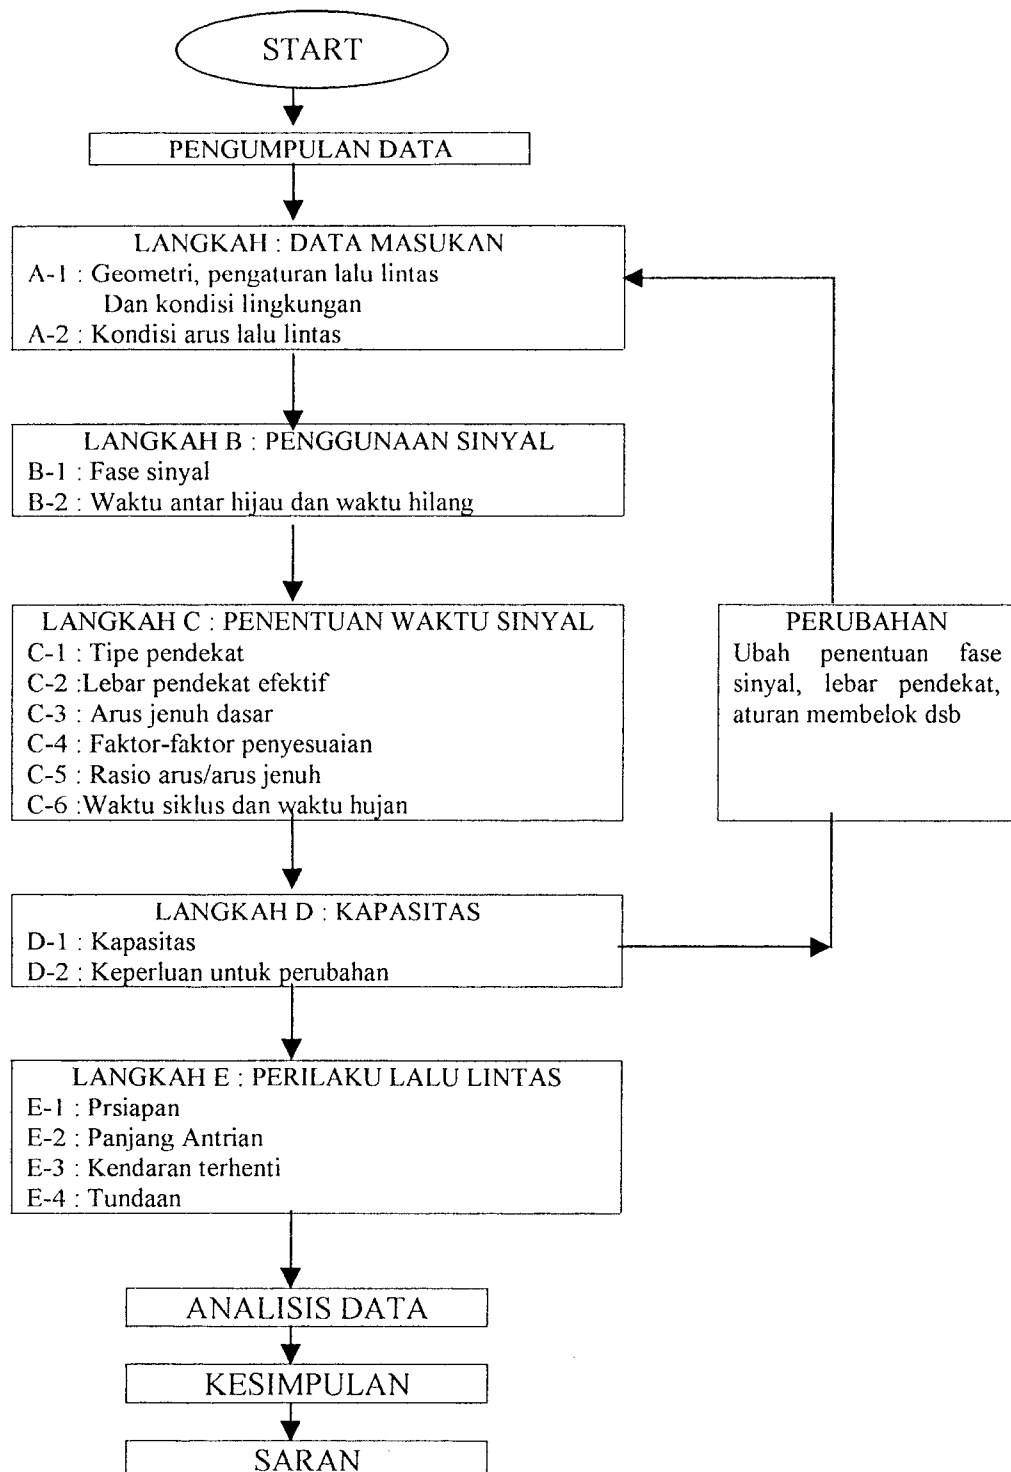 START
PENGUMPULAN DATA
LANGKAH : DATA MASUKAN
A-1 : Geometri, pengaturan lalu lintas
Dan kondisi lingkungan
A-2 : Kondisi arus lalu lintas
LANGKAH B : PENGGUNAAN SINYAL
B-1 : Fase sinyal
B-2 : Waktu antar hijau dan waktu hilang
LANGKAH C : PENENTUAN WAKTU SINYAL
C-1 : Tipe pendekat
C-2 :Lebar pendekat efektif
C-3 : Arus jenuh dasar
C-4 : Faktor-faktor penyesuaian
C-5 : Rasio arus/arus jenuh
C-6 :Waktu siklus dan waktu hujan
PERUBAHAN
Ubah penentuan fase
sinyal, lebar pendekat,
aturan membelok dsb
LANGKAH D : KAPASITAS
D-1 : Kapasitas
D-2 : Keperluan untuk perubahan
LANGKAH E : PERILAKU LALU LINTAS
E-1 : Prsiapan
E-2 : Panjang Antrian
E-3 : Kendaran terhenti
E-4 : Tundaan
ANALISIS DATA
KESIMPULAN
SARAN